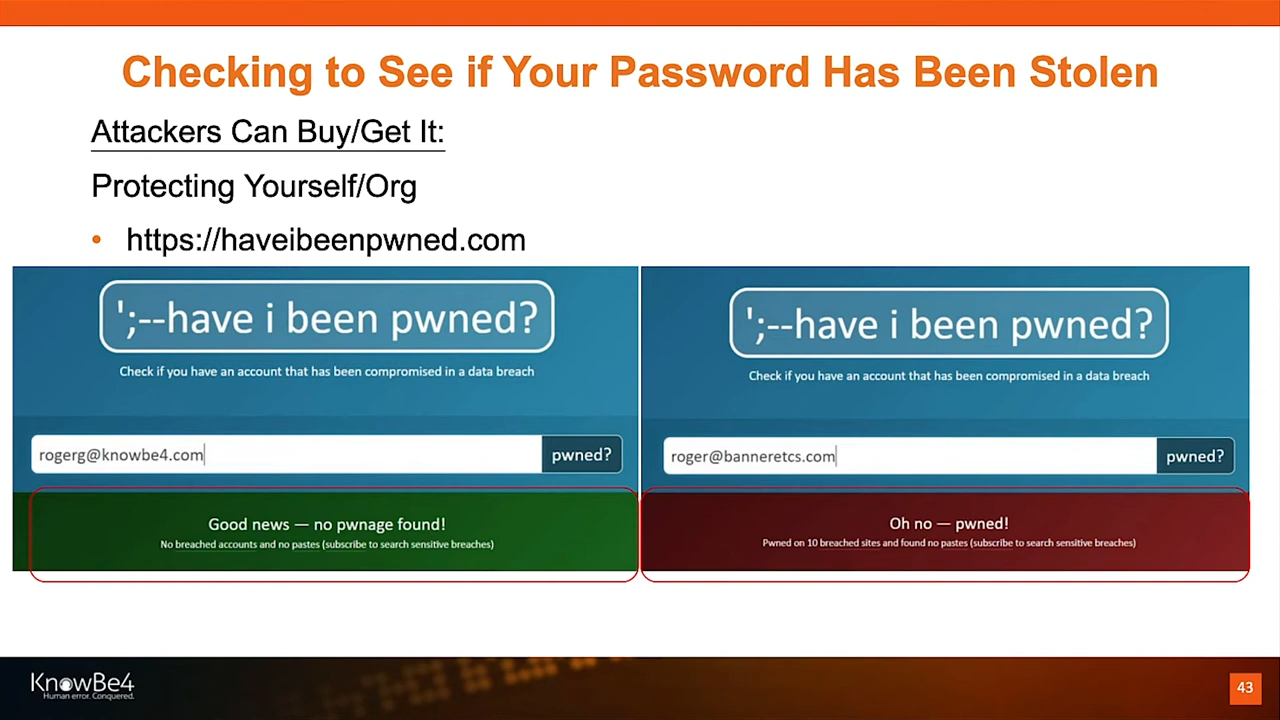 Checking to See if Your Password Has Been Stolen
Attackers Can Buy/Get It:
Protecting Yourself/Org
• https://haveibeenpwned.com
';--have i been pwned?
Check if you have an account that has been compromised in a data breach
rogerg@knowbe4.com
pwned?
Good news — no pwnage found!
No breached accounts and no pastes (subscribe to search sensitive breaches)
';--have i been pwned?
Check if you have an account that has been compromised in a data breach
roger@banneretcs.com
pwned?
Oh no — pwned!
Pwned on 10 breached sites and found no pastes (subscribe to search sensitive breaches)
KnowBe4
Human error. Conquered.
43